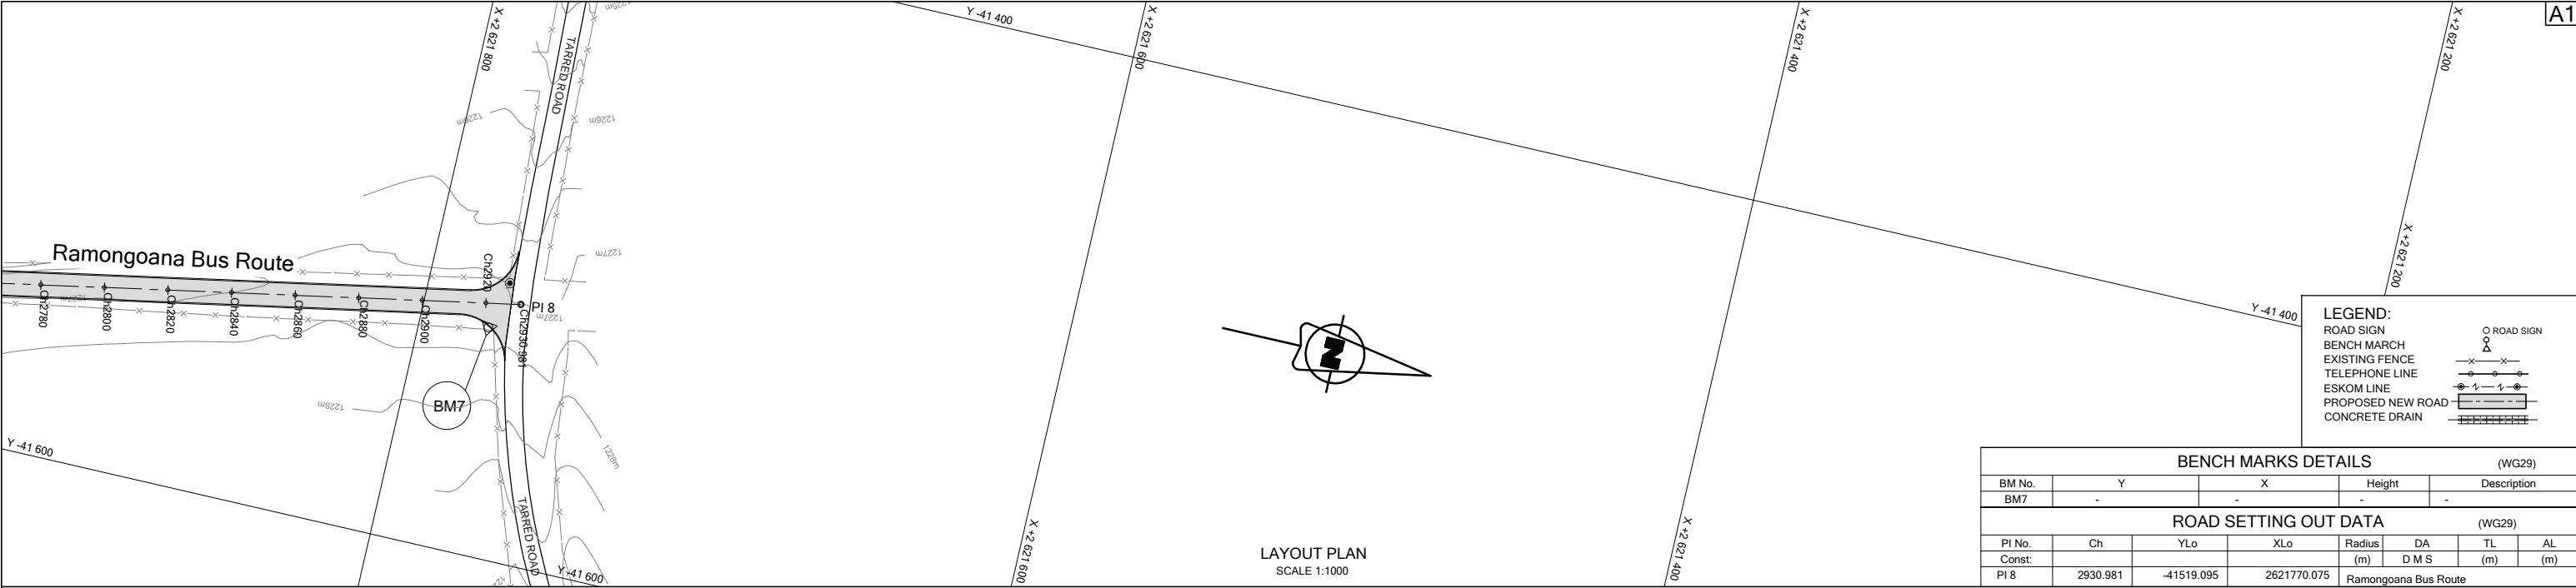 A1
X +2 621 800
X +2 621 600
X +2 621 400
X +2 621 200
Y -41 400
TARRED ROAD
1225m
1226m
1226m
1227m
Ramongoana Bus Route
Ch2780
Ch2800
Ch2820
Ch2840
Ch2860
Ch2880
Ch2900
Ch2920
Ch2930.981
PI 8
1227m
1227m
BM7
1228m
1228m
Y -41 600
TARRED ROAD
Y -41 600
X +2 621 600
X +2 621 400
X +2 621 200
Y -41 400
N
LAYOUT PLAN
SCALE 1:1000
LEGEND:
ROAD SIGN ROAD SIGN
BENCH MARCH
EXISTING FENCE
TELEPHONE LINE
ESKOM LINE
PROPOSED NEW ROAD
CONCRETE DRAIN
BENCH MARKS DETAILS (WG29)
BM No. Y X Height Description
BM7 - - - -
ROAD SETTING OUT DATA (WG29)
PI No. Ch YLo XLo Radius DA TL AL
Const: (m) D M S (m) (m)
PI 8 2930.981 -41519.095 2621770.075 Ramongoana Bus Route